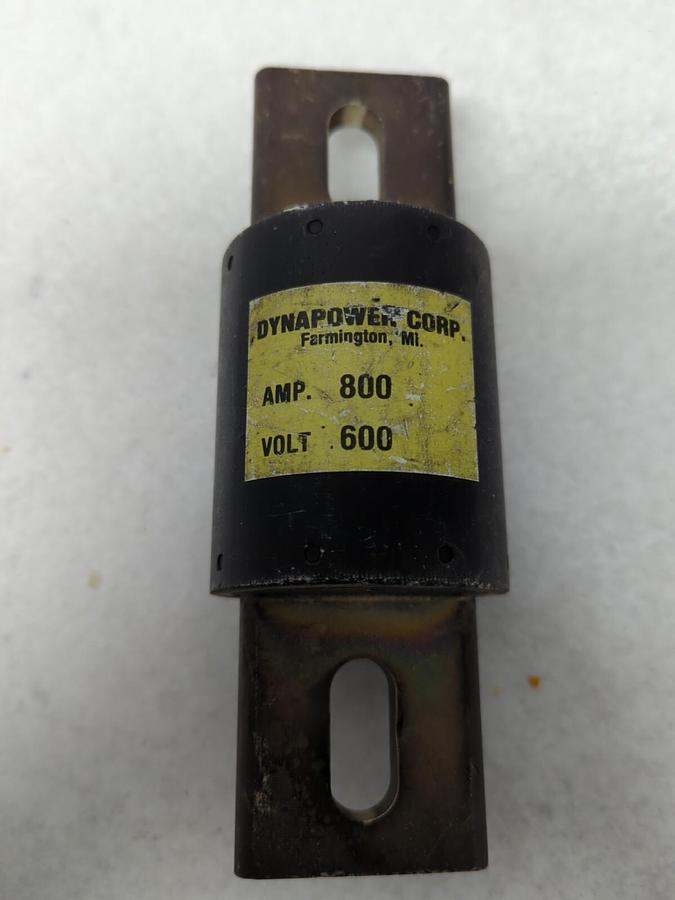 DYNAPOWER CORP.
Farmington, MI.
AMP. 800
VOLT 600